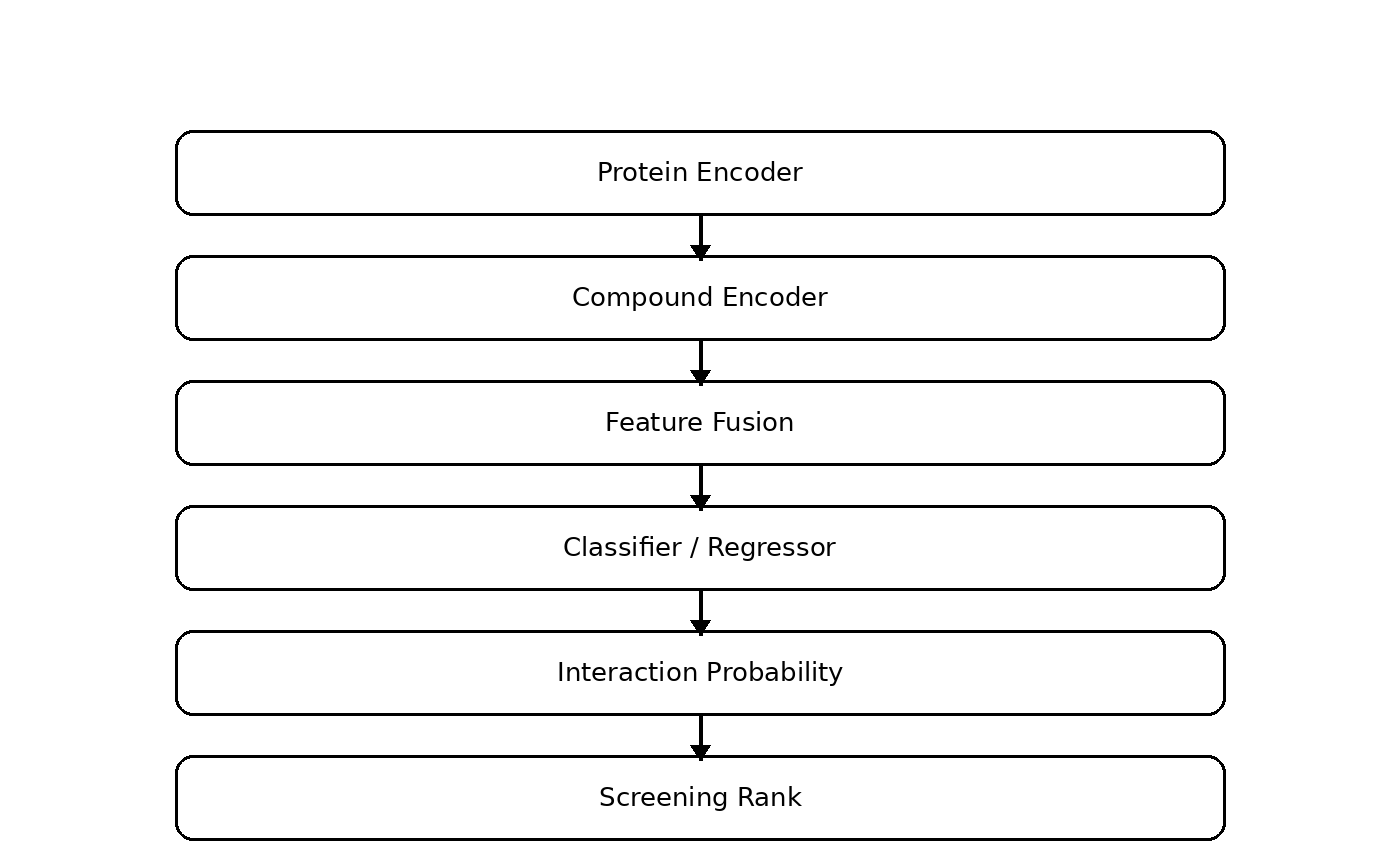 Protein Encoder
Compound Encoder
Feature Fusion
Classifier / Regressor
Interaction Probability
Screening Rank